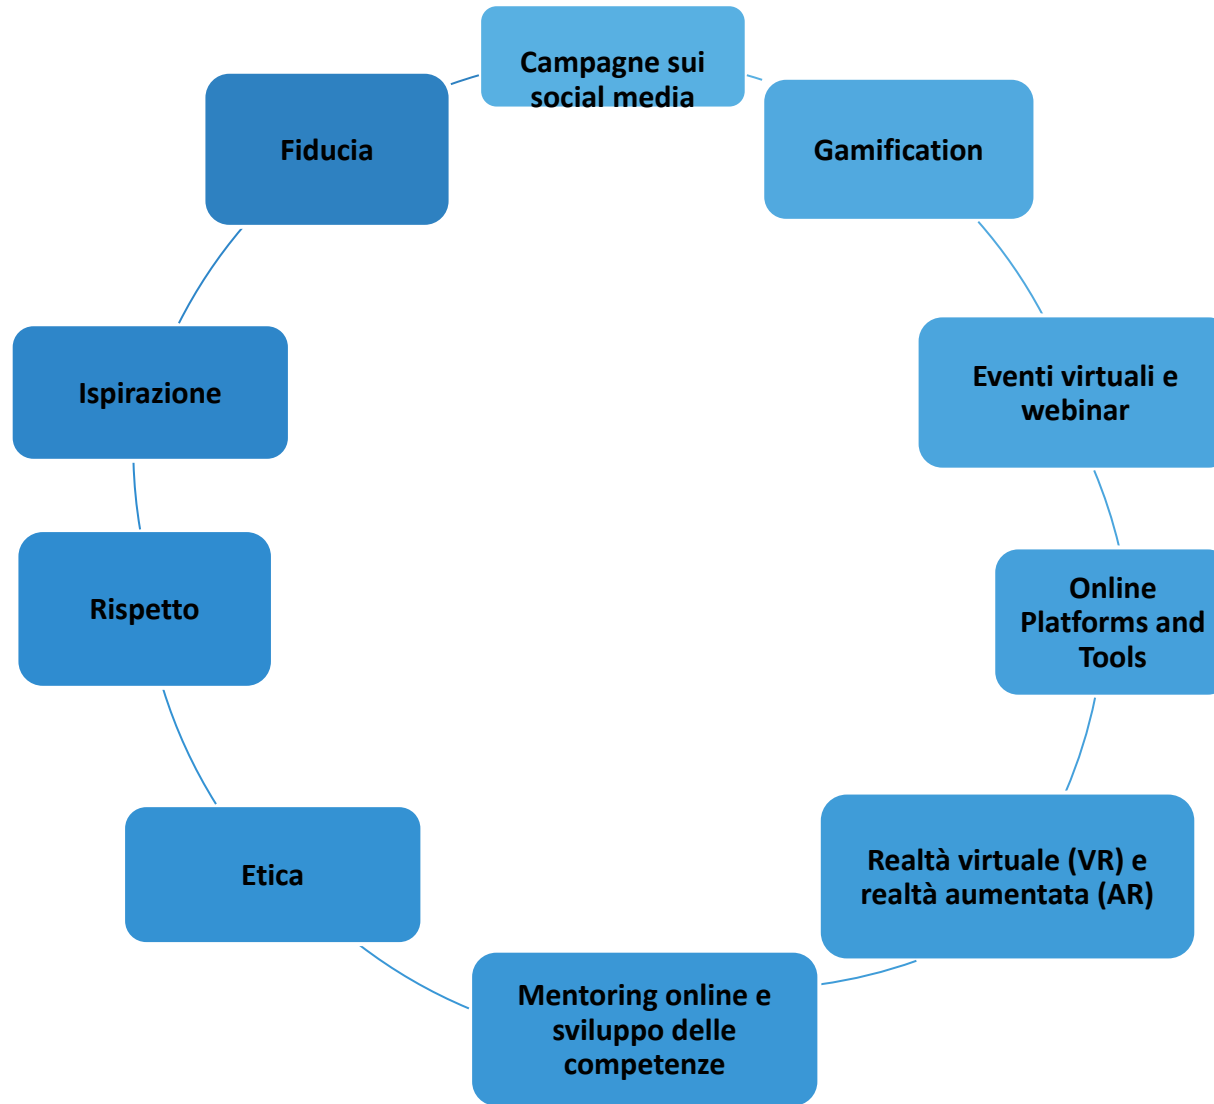 Campagne sui
social media
Gamification
Eventi virtuali e
webinar
Online
Platforms and
Tools
Realtà virtuale (VR) e
realtà aumentata (AR)
Mentoring online e
sviluppo delle
competenze
Etica
Rispetto
Ispirazione
Fiducia